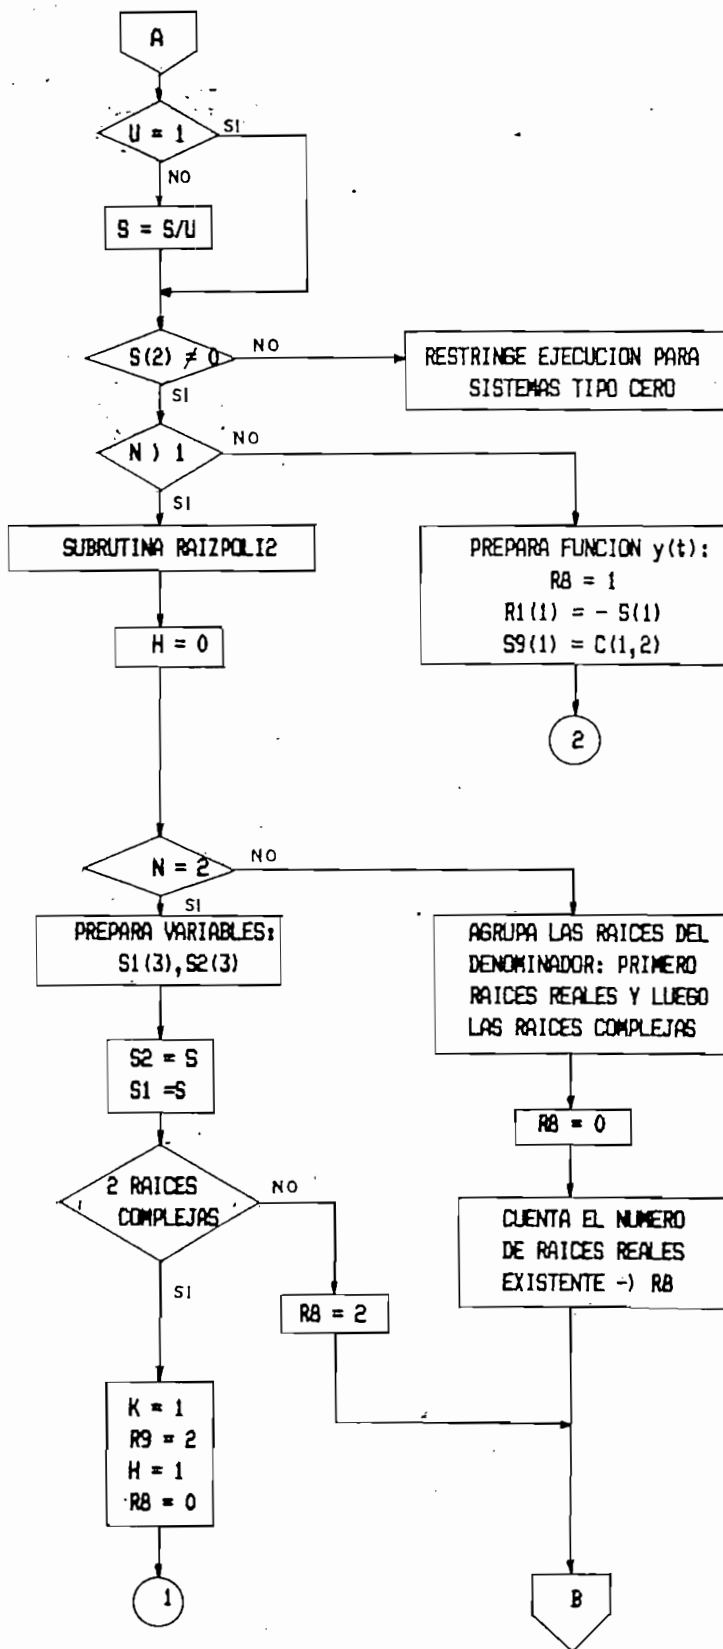 A
U = 1
SI
NO
S = S/U
S(2) ≠ 0
NO
SI
RESTRINGE EJECUCION PARA
SISTEMAS TIPO CERO
N ) 1
NO
SI
SUBRUTINA RAIZPOLI2
H = 0
PREPARA FUNCION y(t):
R8 = 1
R1(1) = - S(1)
S9(1) = C(1,2)
2
N = 2
NO
SI
PREPARA VARIABLES:
S1(3),S2(3)
S2 = S
S1 =S
2 RAICES
COMPLEJAS
NO
SI
R8 = 2
K = 1
R9 = 2
H = 1
R8 = 0
1
AGRUPA LAS RAICES DEL
DENOMINADOR: PRIMERO
RAICES REALES Y LUEGO
LAS RAICES COMPLEJAS
R8 = 0
CUENTA EL NUMERO
DE RAICES REALES
EXISTENTE -) R8
B